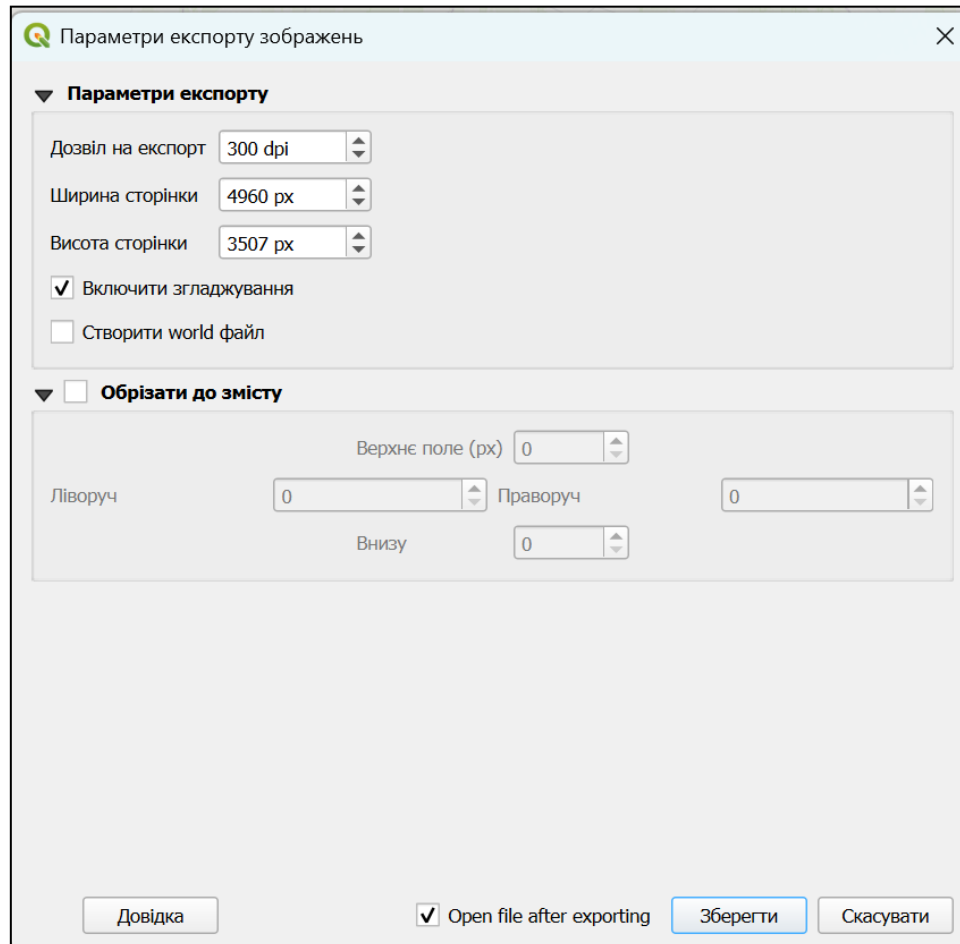 Параметри експорту зображень
Параметри експорту
Дозвіл на експорт 300 dpi
Ширина сторінки 4960 px
Висота сторінки 3507 px
Включити згладжування
Створити world файл
Обрізати до змісту
Верхнє поле (px) 0
Ліворуч 0 Праворуч 0
Внизу 0
Довідка Open file after exporting Зберегти Скасувати